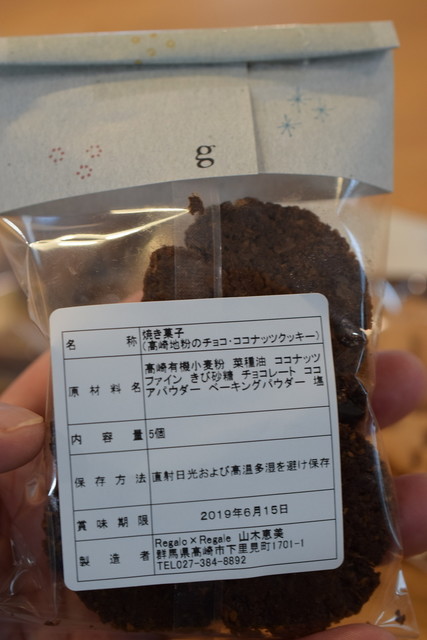 g
名称 焼き菓子
(高崎地粉のチョコ・ココナッツクッキー)
原材料名 高崎有機小麦粉 菜種油 ココナッツ
ファイン きび砂糖 チョコレート ココ
アパウダー ベーキングパウダー 塩
内容量 5個
保存方法 直射日光および高温多湿を避け保存
賞味期限 2019年6月15日
製造者 Regalo×Regale 山木恵美
群馬県高崎市下里見町1701-1
TEL027-384-8892